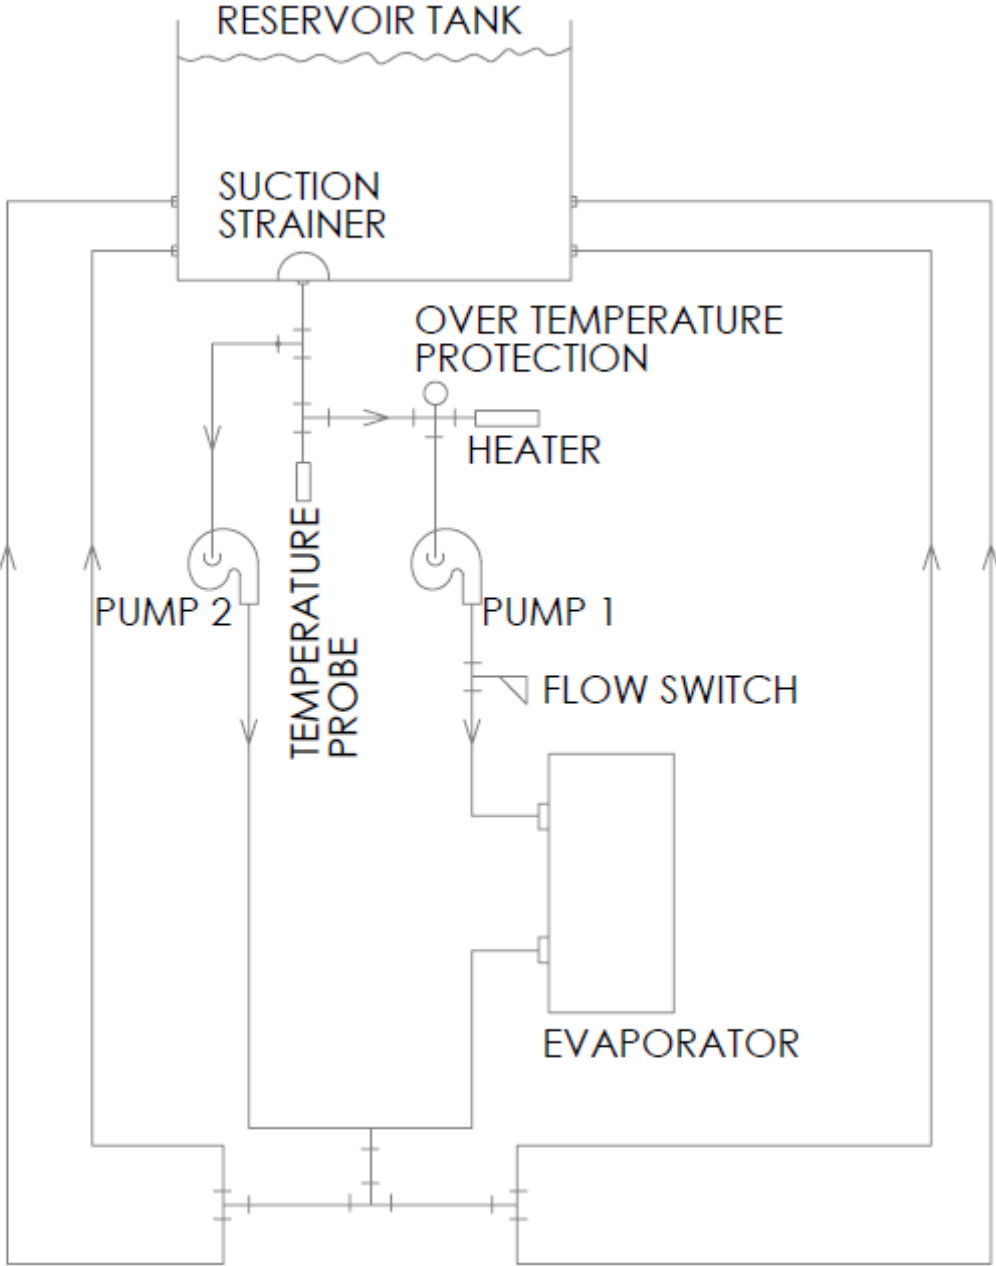 RESERVOIR TANK
SUCTION
STRAINER
OVER TEMPERATURE
PROTECTION
HEATER
PUMP 2
TEMPERATURE
PROBE
PUMP 1
FLOW SWITCH
EVAPORATOR